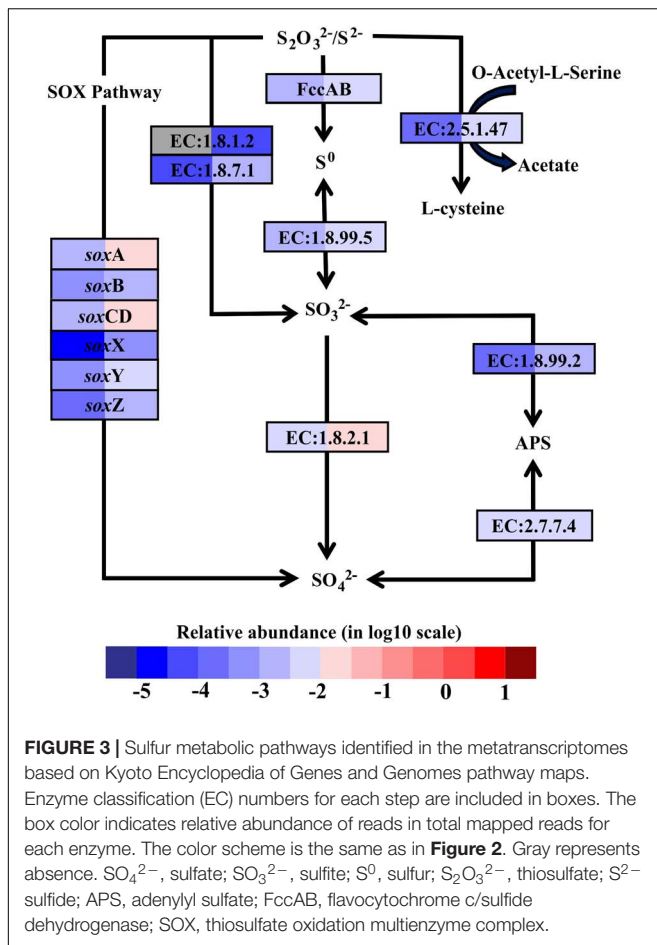 S₂O₃²⁻/S²⁻
SOX Pathway
FccAB
O-Acetyl-L-Serine
EC:1.8.1.2
EC:1.8.7.1
EC:2.5.1.47
S⁰
Acetate
L-cysteine
EC:1.8.99.5
soxA
soxB
soxCD
soxX
soxY
soxZ
SO₃²⁻
EC:1.8.99.2
EC:1.8.2.1
APS
EC:2.7.7.4
SO₄²⁻
Relative abundance (in log10 scale)
-5 -4 -3 -2 -1 0 1
FIGURE 3 | Sulfur metabolic pathways identified in the metatranscriptomes
based on Kyoto Encyclopedia of Genes and Genomes pathway maps.
Enzyme classification (EC) numbers for each step are included in boxes. The
box color indicates relative abundance of reads in total mapped reads for
each enzyme. The color scheme is the same as in Figure 2. Gray represents
absence. SO₄²⁻, sulfate; SO₃²⁻, sulfite; S⁰, sulfur; S₂O₃²⁻, thiosulfate; S²⁻
sulfide; APS, adenylyl sulfate; FccAB, flavocytochrome c/sulfide
dehydrogenase; SOX, thiosulfate oxidation multienzyme complex.